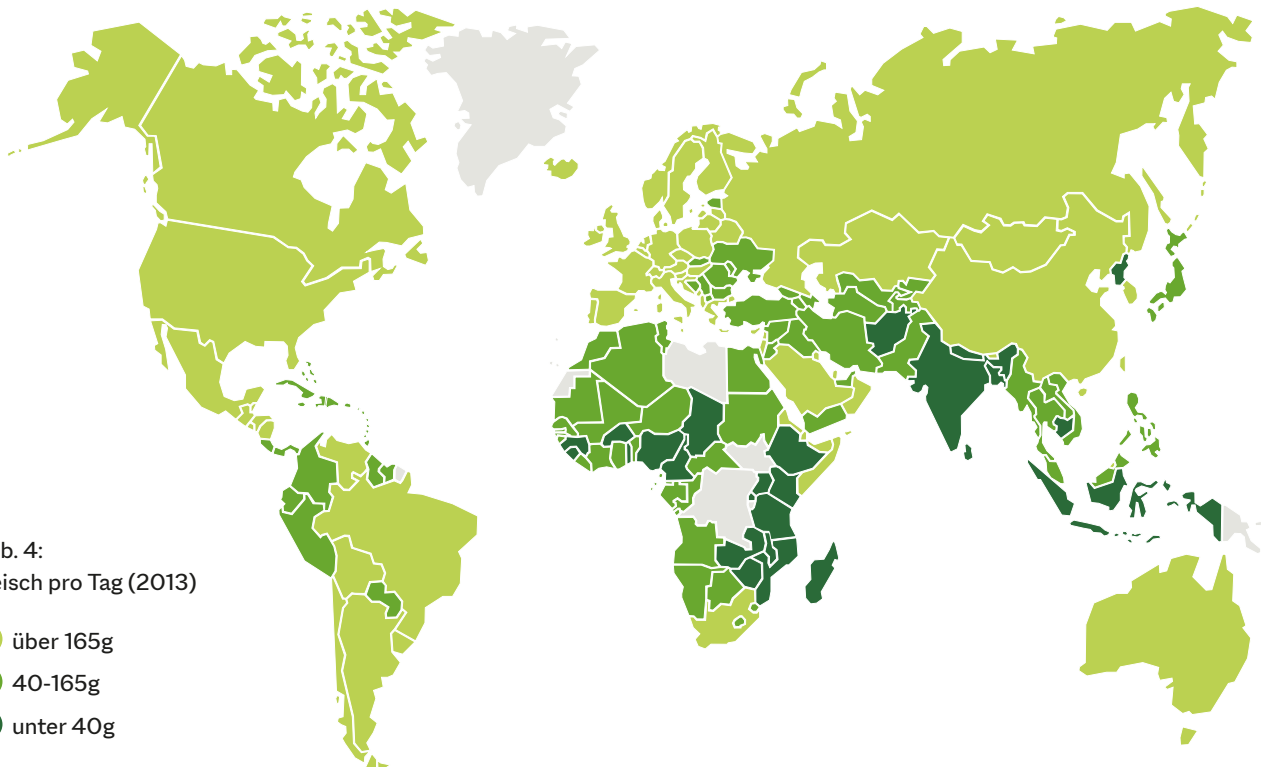 b. 4:
eisch pro Tag (2013)
über 165g
40-165g
unter 40g